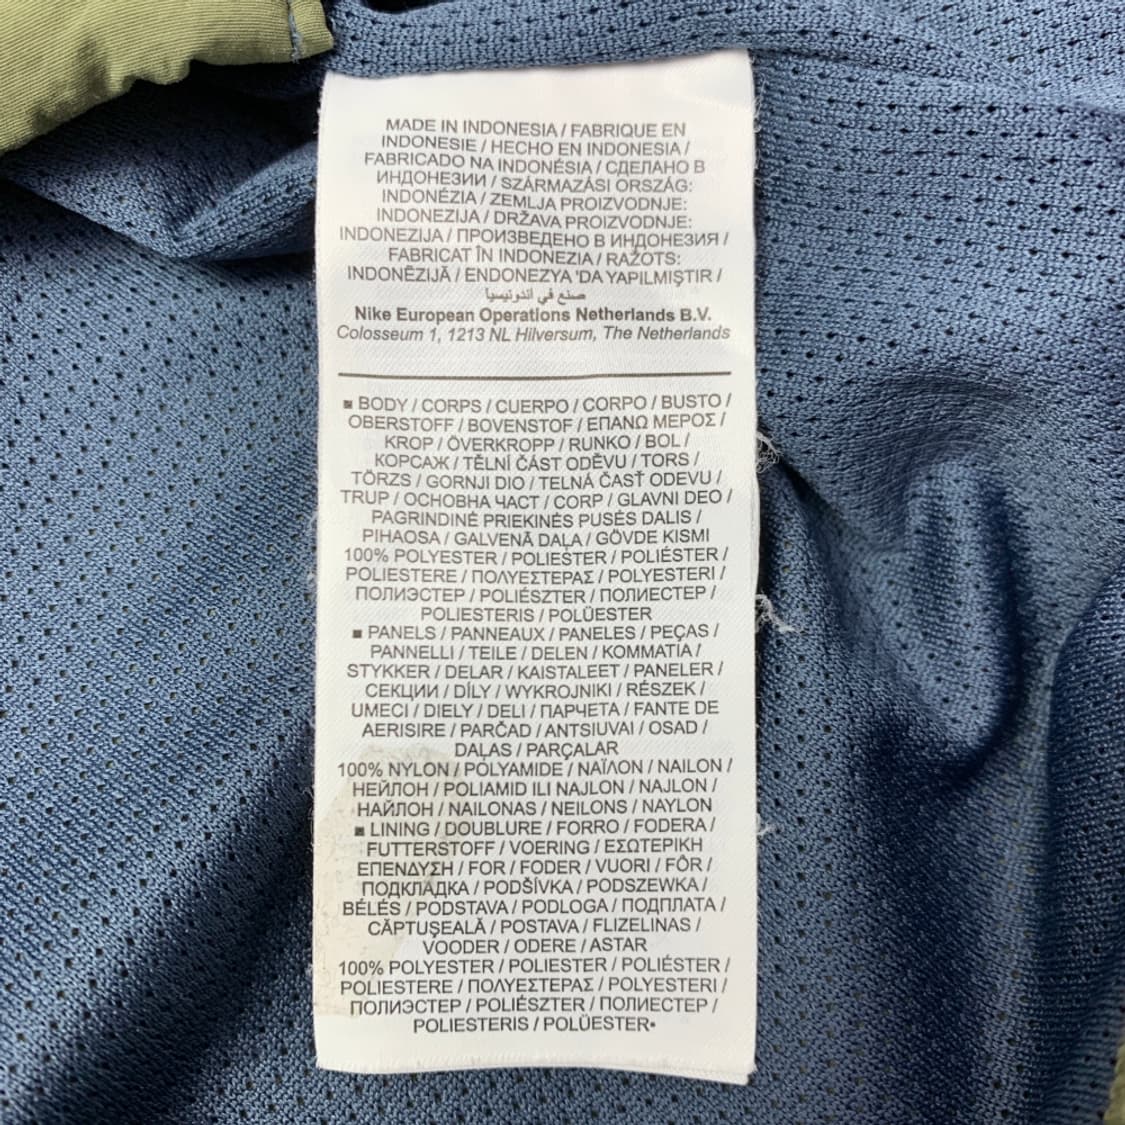 MADE IN INDONESIA / FABRIQUE EN
INDONESIE / HECHO EN INDONESIA /
FABRICADO NA INDONÉSIA / СДЕЛАНО В
ИНДОНЕЗИИ / SZÁRMAZÁSI ORSZÁG:
INDONÉZIA / ZEMLJA PROIZVODNJE:
INDONEZIJA / DRŽAVA PROIZVODNJE:
INDONEZIJA / ПРОИЗВЕДЕНО В ИНДОНЕЗИЯ /
FABRICAT ÎN INDONEZIA / RAŽOTS:
INDONĒZIJĀ / ENDONEZYA 'DA YAPILMIŞTIR /
صنع في أندونيسيا
Nike European Operations Netherlands B.V.
Colosseum 1, 1213 NL Hilversum, The Netherlands
▪ BODY / CORPS / CUERPO / CORPO / BUSTO /
OBERSTOFF / BOVENSTOF / ΕΠΑΝΩ ΜΕΡΟΣ /
KROP / ÖVERKROPP / RUNKO / BOL /
КОРСАЖ / TĚLNÍ ČÁST ODĚVU / TORS /
TÖRZS / GORNJI DIO / TELNÁ ČASŤ ODEVU /
TRUP / ОСНОВНА ЧАСТ / CORP / GLAVNI DEO /
PAGRINDINĖ PRIEKINĖS PUSĖS DALIS /
PIHAOSA / GALVENĀ DAĻA / GÖVDE KISMI
100% POLYESTER / POLIESTER / POLIÉSTER /
POLIESTERE / ΠΟΛΥΕΣΤΕΡΑΣ / POLYESTERI /
ПОЛИЭСТЕР / POLIÉSZTER / ПОЛИЕСТЕР /
POLIESTERIS / POLÜESTER
▪ PANELS / PANNEAUX / PANELES / PEÇAS /
PANNELLI / TEILE / DELEN / ΚΟΜΜΑΤΙΑ /
STYKKER / DELAR / KAISTALEET / PANELER /
СЕКЦИИ / DÍLY / WYKROJNIKI / RÉSZEK /
UMECI / DIELY / DELI / ПАРЧЕТА / FANTE DE
AERISIRE / PARČAD / ANTSIUVAI / OSAD /
DAĻAS / PARÇALAR
100% NYLON / POLYAMIDE / ΝΑΪΛΟΝ / NAILON /
НЕЙЛОН / POLIAMID ILI NAJLON / NAJLON /
НАЙЛОН / NAILONAS / NEILONS / NAYLON
▪ LINING / DOUBLURE / FORRO / FODERA /
FUTTERSTOFF / VOERING / ΕΣΩΤΕΡΙΚΗ
ΕΠΕΝΔΥΣΗ / FOR / FODER / VUORI / FÔR /
ПОДКЛАДКА / PODŠÍVKA / PODSZEWKA /
BÉLÉS / PODSTAVA / PODLOGA / ПОДПЛАТА /
CĂPTUŞEALĂ / POSTAVA / FLIZELINAS /
VOODER / ODERE / ASTAR
100% POLYESTER / POLIESTER / POLIÉSTER /
POLIESTERE / ΠΟΛΥΕΣΤΕΡΑΣ / POLYESTERI /
ПОЛИЭСТЕР / POLIÉSZTER / ПОЛИЕСТЕР /
POLIESTERIS / POLÜESTER•